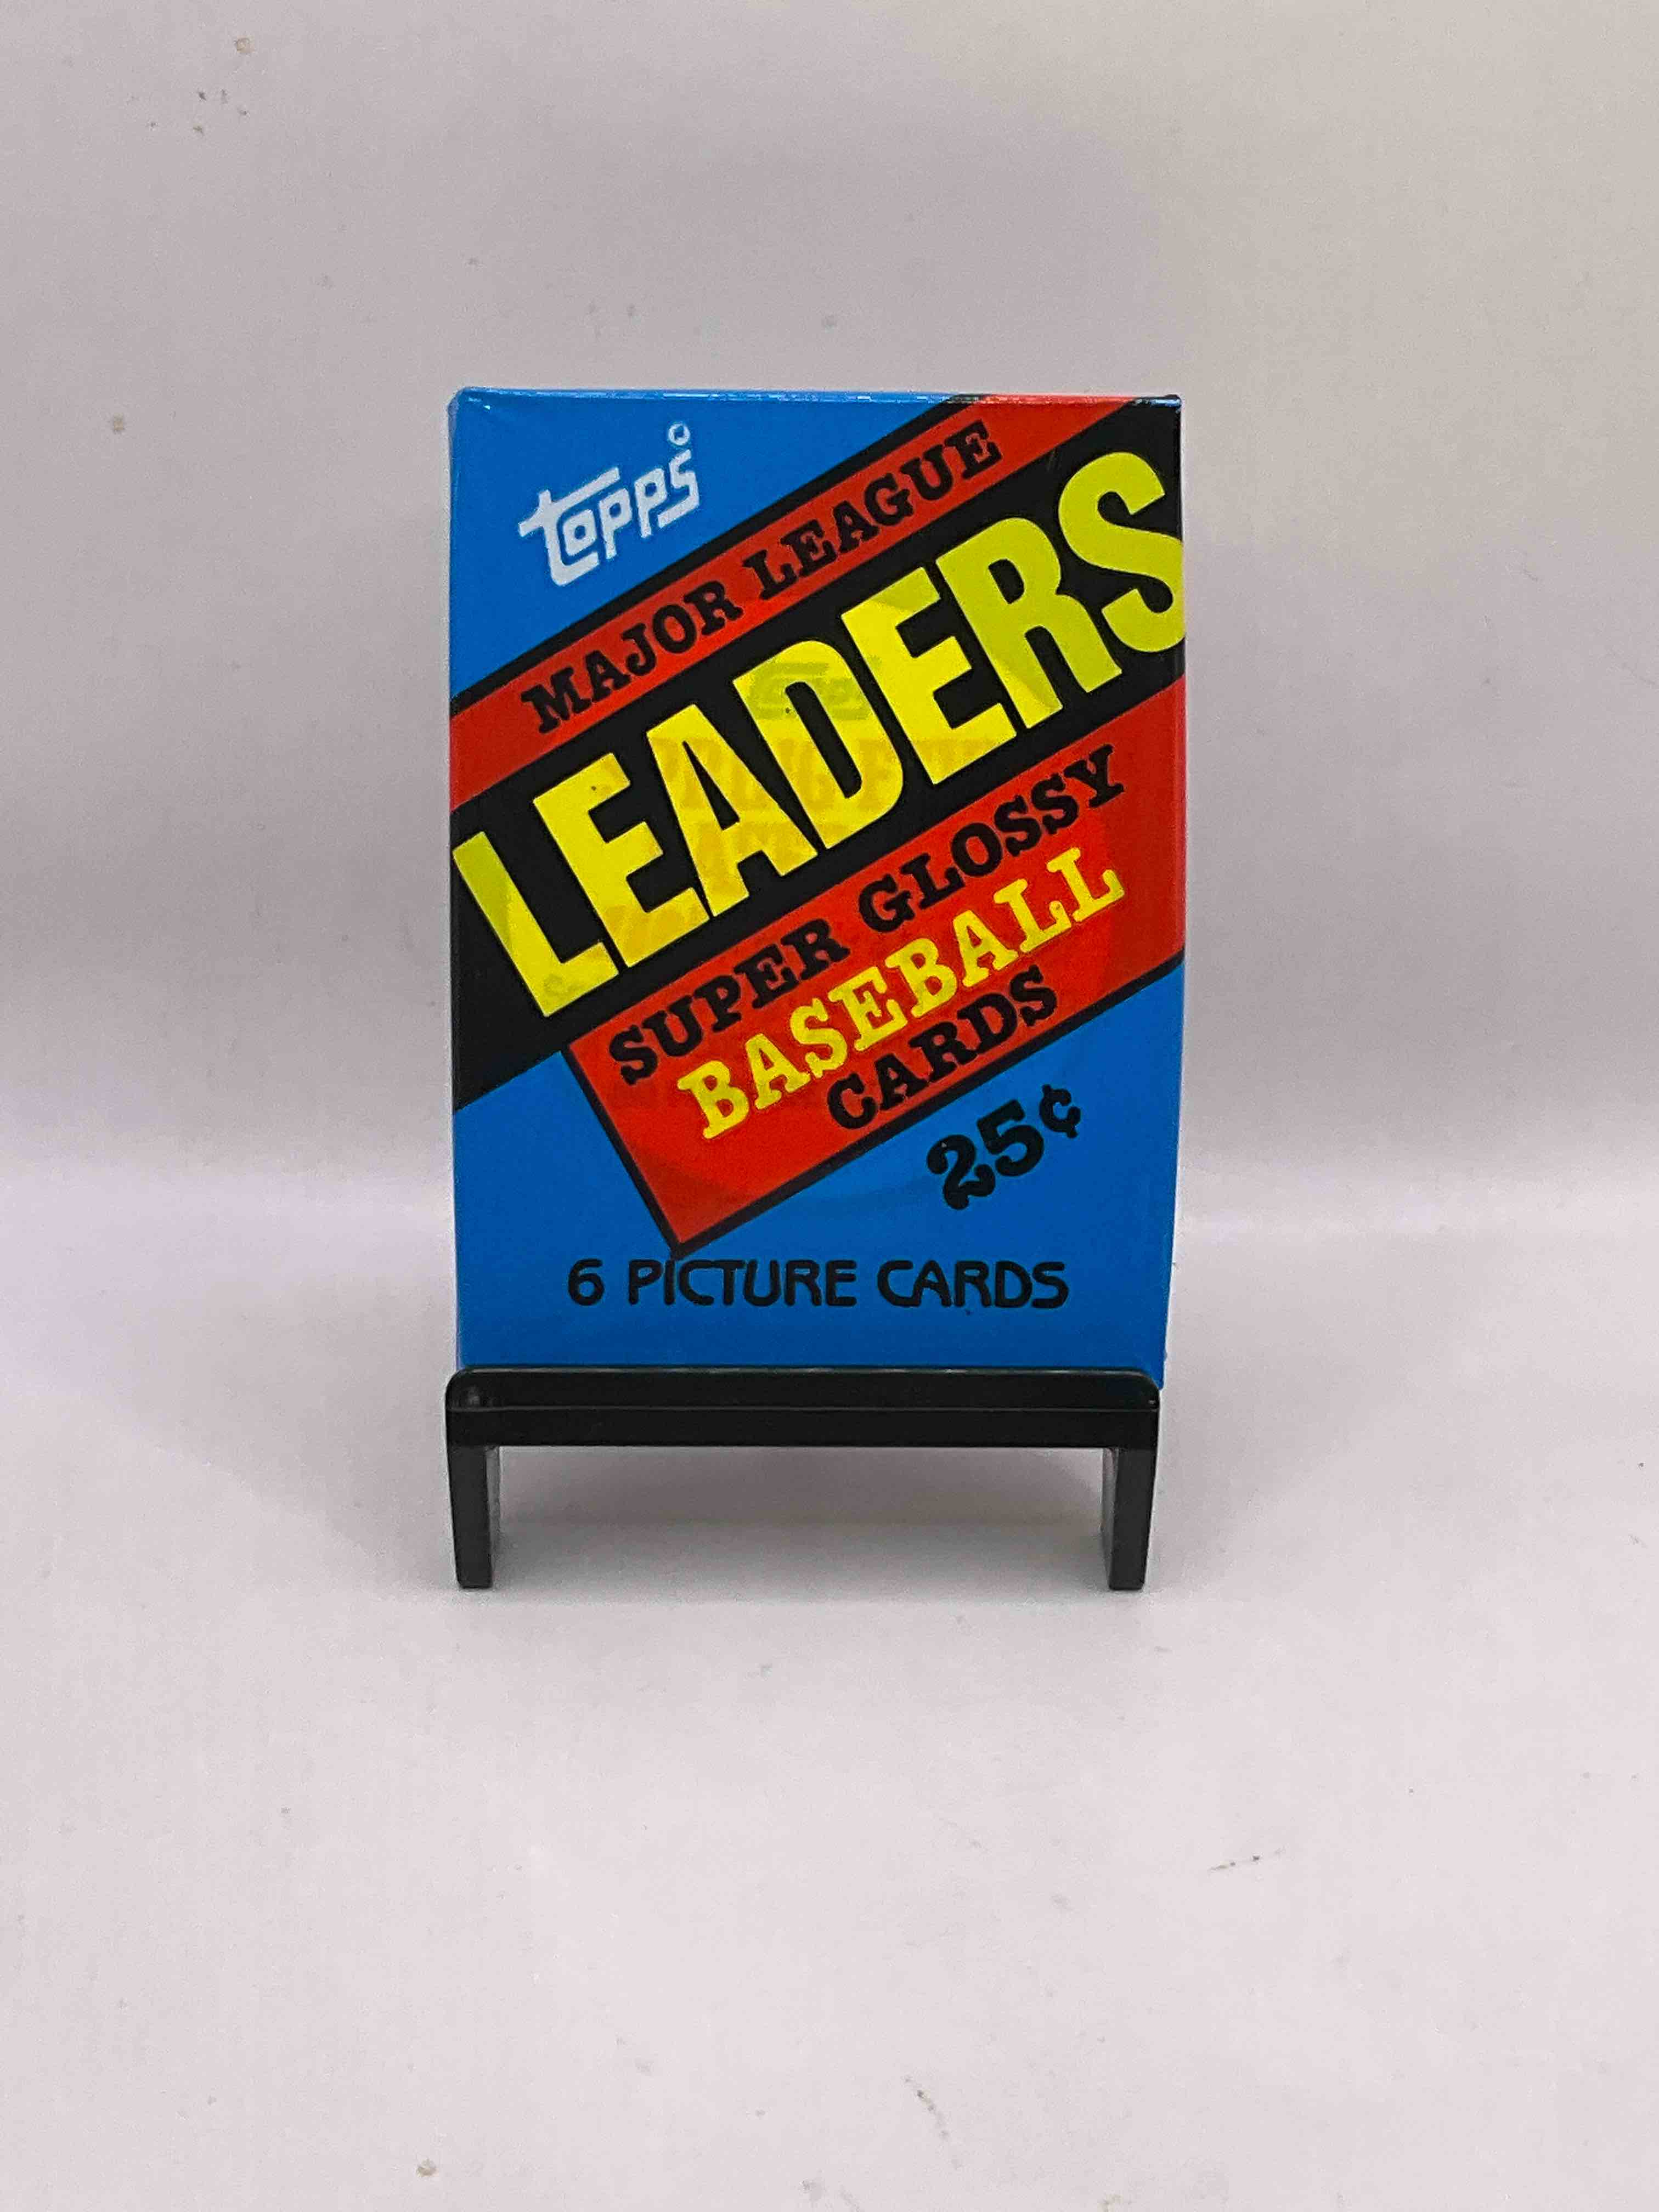 Topps
MAJOR LEAGUE
LEADERS
SUPER GLOSSY
BASEBALL
CARDS
25¢
6 PICTURE CARDS